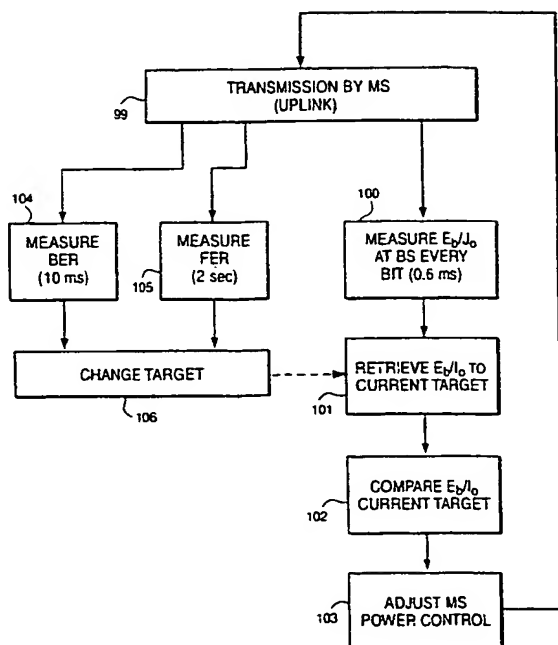 TRANSMISSION BY MS
(UPLINK)
99
104
MEASURE
BER
(10 ms)
105
MEASURE
FER
(2 sec)
100
MEASURE Eb/Jo
AT BS EVERY
BIT (0.6 ms)
CHANGE TARGET
106
RETRIEVE Eb/Io TO
CURRENT TARGET
101
COMPARE Eb/Io
CURRENT TARGET
102
ADJUST MS
POWER CONTROL
103